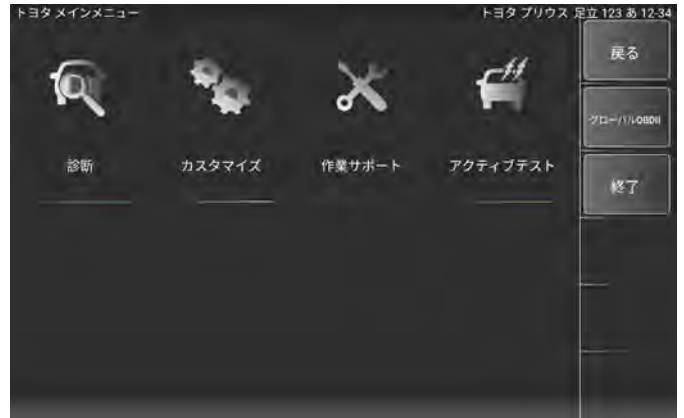 トヨタ メインメニュー
トヨタ プリウス 足立 123 あ 12-34
診断
カスタマイズ
作業サポート
アクティブテスト
戻る
グローバルOBDII
終了